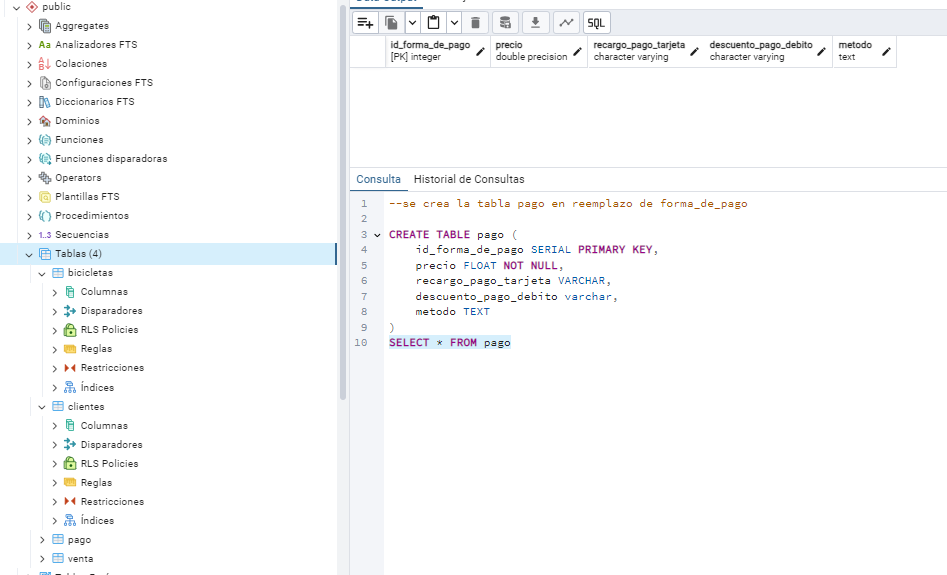 public
Aggregates
Aa Analizadores FTS
Colaciones
Configuraciones FTS
Diccionarios FTS
Dominios
Funciones
Funciones disparadoras
Operators
Plantillas FTS
Procedimientos
1..3 Secuencias
Tablas (4)
bicicletas
Columnas
Disparadores
RLS Policies
Reglas
Restricciones
Índices
clientes
Columnas
Disparadores
RLS Policies
Reglas
Restricciones
Índices
pago
venta
SQL
id_forma_de_pago
[PK] integer
precio
double precision
recargo_pago_tarjeta
character varying
descuento_pago_debito
character varying
metodo
text
Consulta Historial de Consultas
1 --se crea la tabla pago en reemplazo de forma_de_pago
2
3 CREATE TABLE pago (
4 id_forma_de_pago SERIAL PRIMARY KEY,
5 precio FLOAT NOT NULL,
6 recargo_pago_tarjeta VARCHAR,
7 descuento_pago_debito varchar,
8 metodo TEXT
9 )
10 SELECT * FROM pago